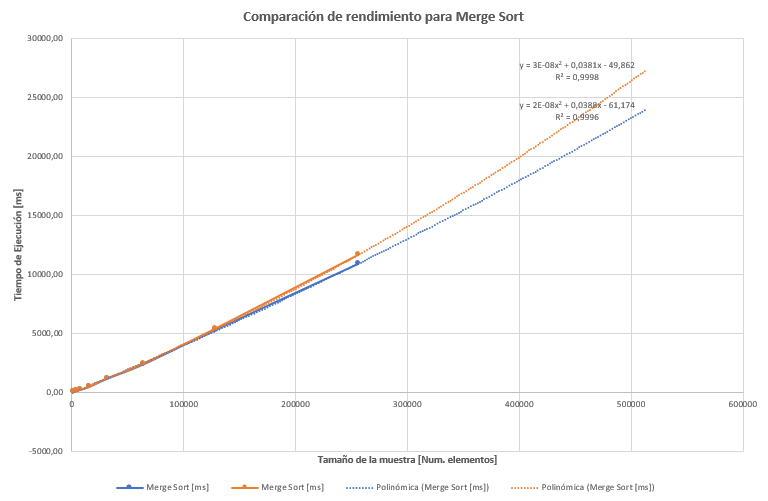 Comparación de rendimiento para Merge Sort
30000,00
25000,00
20000,00
15000,00
10000,00
5000,00
0,00
-5000,00
Tiempo de Ejecución [ms]
y = 3E-08x² + 0,0381x - 49,862
R² = 0,9998
y = 2E-08x² + 0,0388x - 61,174
R² = 0,9996
0
100000
200000
300000
400000
500000
600000
Tamaño de la muestra [Num. elementos]
Merge Sort [ms]
Merge Sort [ms]
Polinómica (Merge Sort [ms])
Polinómica (Merge Sort [ms])